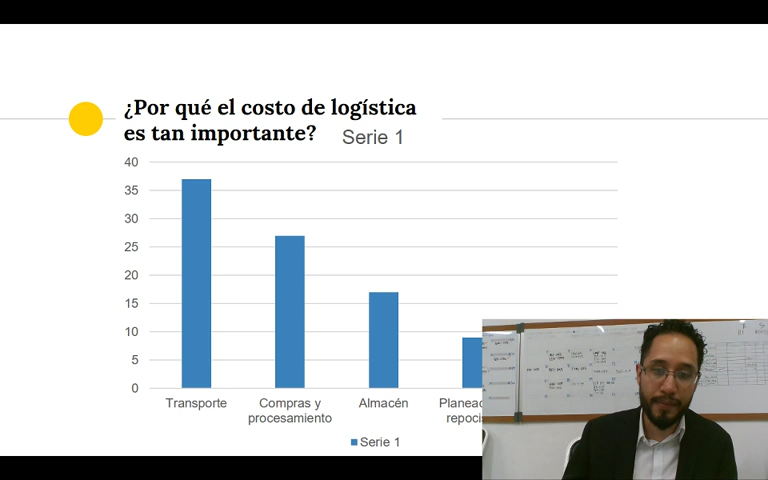 ¿Por qué el costo de logística
es tan importante?
Serie 1
40
35
30
25
20
15
10
5
0
Transporte
Compras y
procesamiento
Almacén
Serie 1